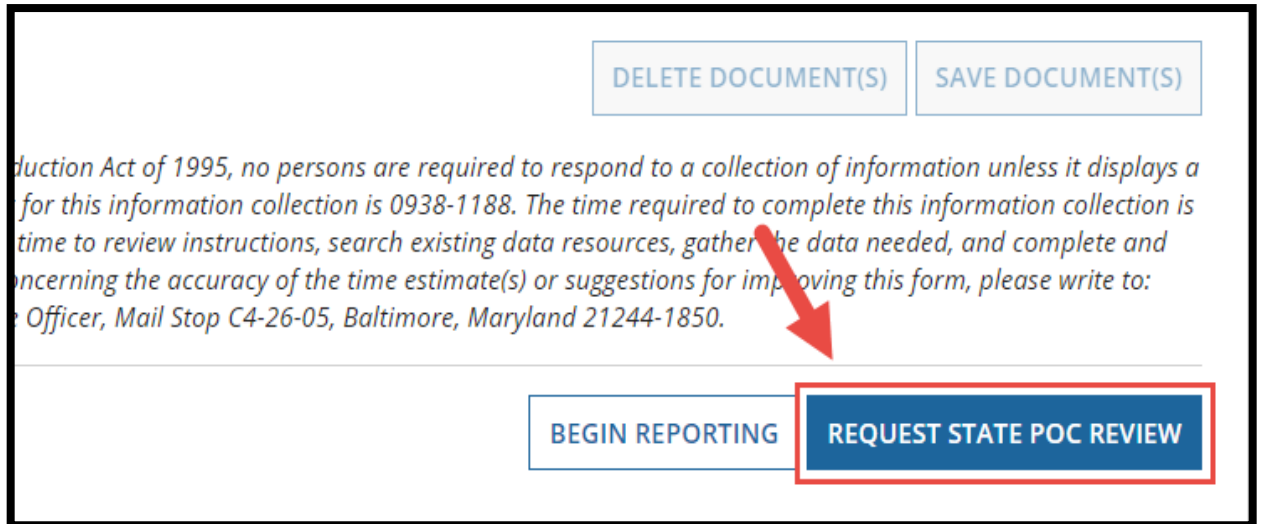 DELETE DOCUMENT(S) SAVE DOCUMENT(S)
duction Act of 1995, no persons are required to respond to a collection of information unless it displays a
for this information collection is 0938-1188. The time required to complete this information collection is
time to review instructions, search existing data resources, gather the data needed, and complete and
oncerning the accuracy of the time estimate(s) or suggestions for improving this form, please write to:
e Officer, Mail Stop C4-26-05, Baltimore, Maryland 21244-1850.
BEGIN REPORTING REQUEST STATE POC REVIEW